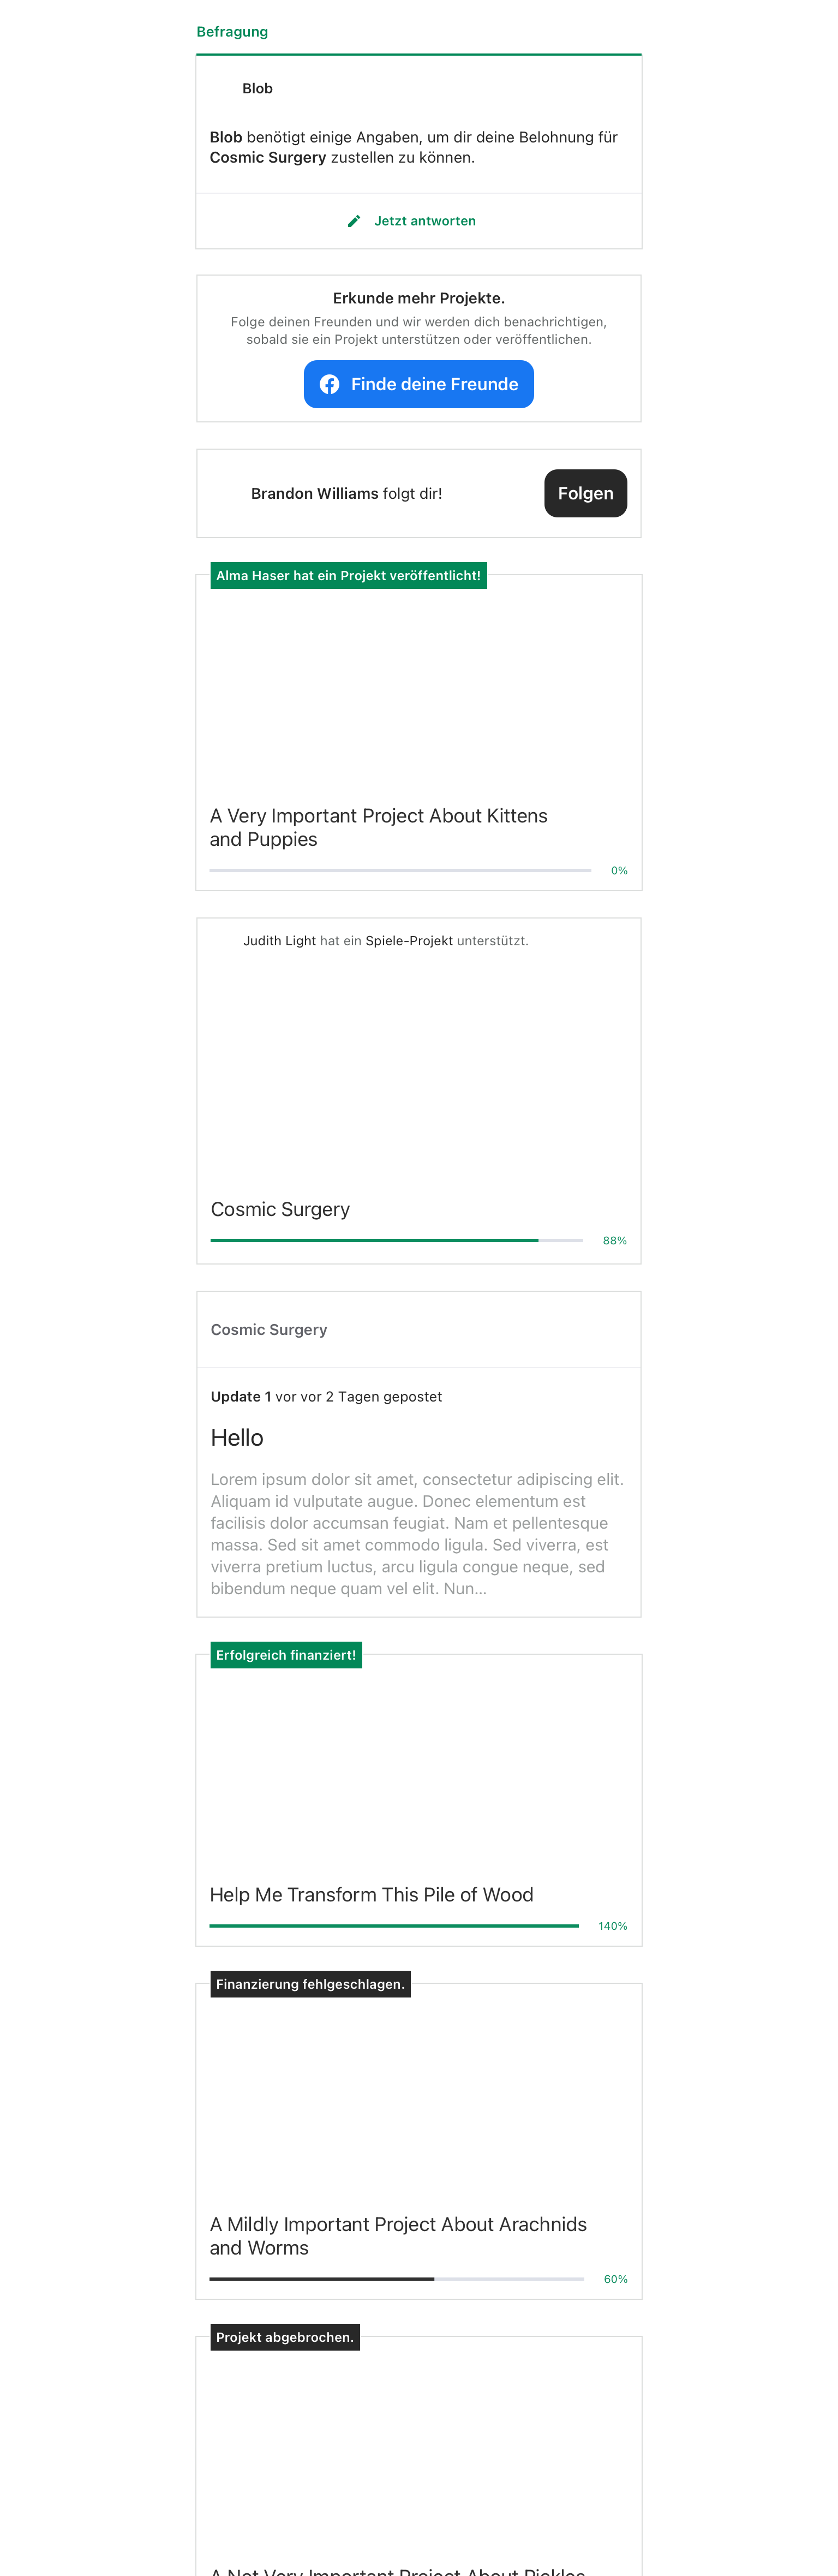 Befragung
Blob
Blob benötigt einige Angaben, um dir deine Belohnung für
Cosmic Surgery zustellen zu können.
Jetzt antworten
Erkunde mehr Projekte.
Folge deinen Freunden und wir werden dich benachrichtigen,
sobald sie ein Projekt unterstützen oder veröffentlichen.
Finde deine Freunde
Brandon Williams folgt dir!
Folgen
Alma Haser hat ein Projekt veröffentlicht!
A Very Important Project About Kittens
and Puppies
0%
Judith Light hat ein Spiele-Projekt unterstützt.
Cosmic Surgery
88%
Cosmic Surgery
Update 1 vor vor 2 Tagen gepostet
Hello
Lorem ipsum dolor sit amet, consectetur adipiscing elit.
Aliquam id vulputate augue. Donec elementum est
facilisis dolor accumsan feugiat. Nam et pellentesque
massa. Sed sit amet commodo ligula. Sed viverra, est
viverra pretium luctus, arcu ligula congue neque, sed
bibendum neque quam vel elit. Nun...
Erfolgreich finanziert!
Help Me Transform This Pile of Wood
140%
Finanzierung fehlgeschlagen.
A Mildly Important Project About Arachnids
and Worms
60%
Projekt abgebrochen.
A Not Very Important Project About Pickles